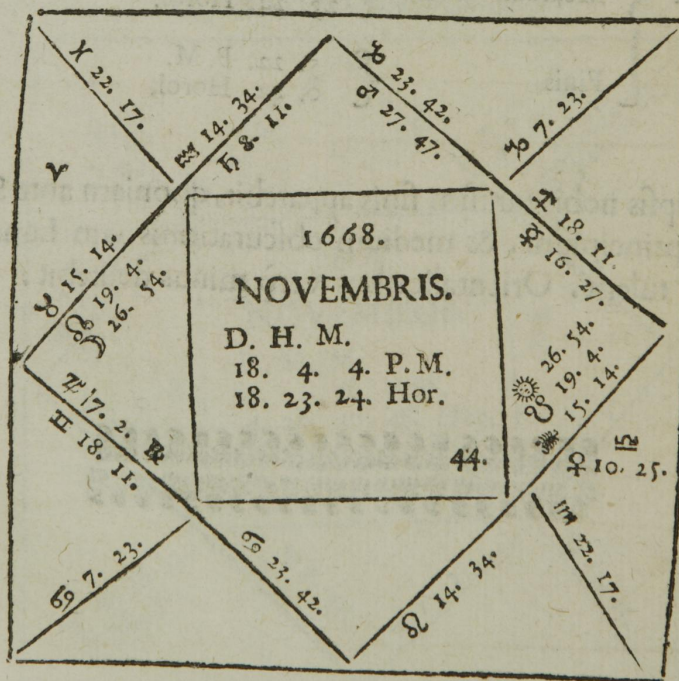 ♓ 22. 17.
♒ 14. 34.
♄ 8. 11.
♑ 23. 42.
♂ 27. 47.
♑ 7. 23.
♐ 18. 11.
☿ 16. 27.
♈
♉ 15. 14.
☊ 19. 4.
☽ 26. 54.
1668.
NOVEMBRIS.
D. H. M.
18. 4. 4. P.M.
18. 23. 24. Hor.
44.
☉ 26. 54.
☋ 19. 4.
♏ 15. 14.
♎
♀ 10. 25.
♃ 17. 2. ℞
♊ 18. 11.
♋ 7. 23.
♋ 23. 42.
♌ 14. 34.
♍ 22. 17.